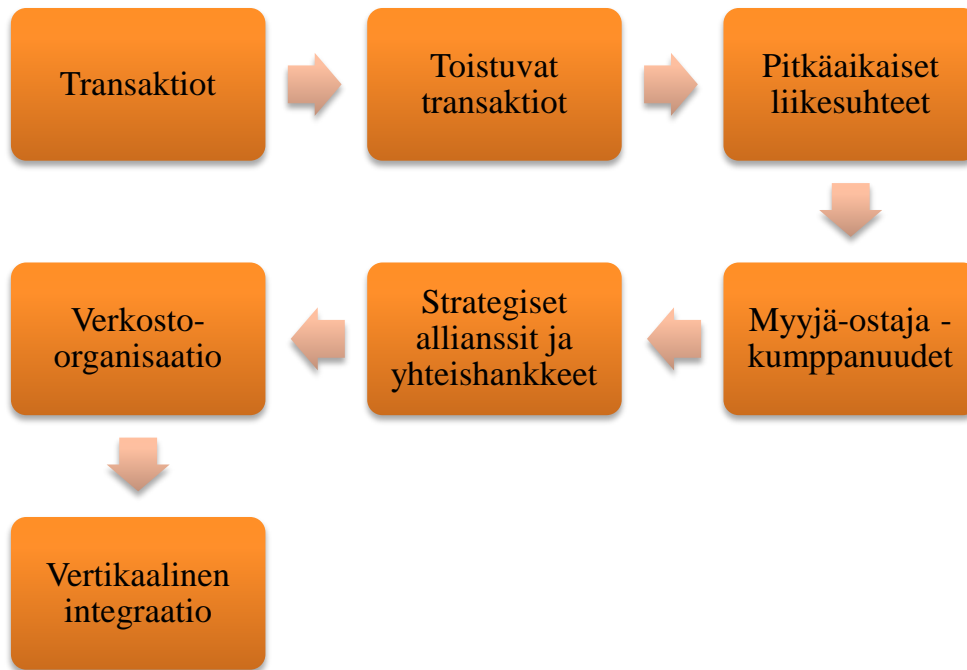 Transaktiot
Toistuvat
transaktiot
Pitkäaikaiset
liikesuhteet
Myyjä-ostaja -
kumppanuudet
Strategiset
allianssit ja
yhteishankkeet
Verkosto-
organisaatio
Vertikaalinen
integraatio